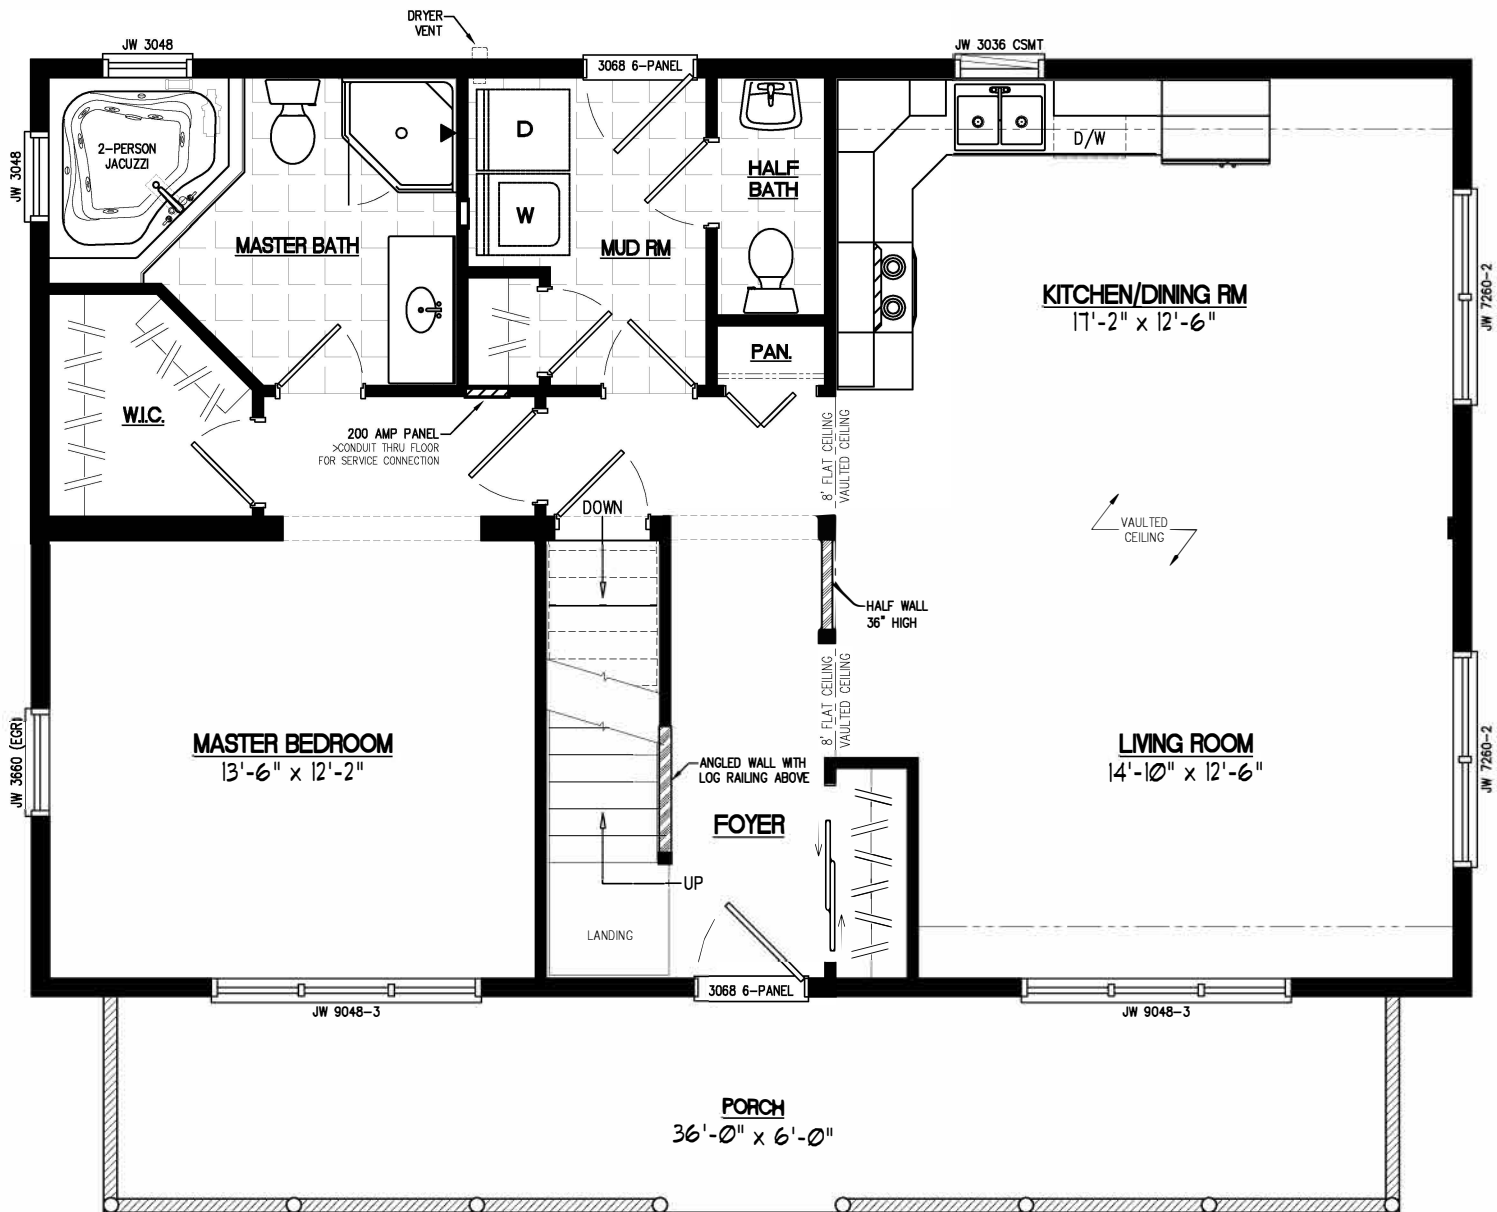 DRYER
VENT
JW 3048
3068 6-PANEL
JW 3036 CSMT
JW 3048
2-PERSON
JACUZZI
D
W
D/W
HALF
BATH
MASTER BATH
MUD RM
KITCHEN/DINING RM
17'-2" x 12'-6"
JW 7260-2
PAN.
W.I.C.
200 AMP PANEL
>CONDUIT THRU FLOOR
FOR SERVICE CONNECTION
8' FLAT CEILING
VAULTED CEILING
DOWN
VAULTED
CEILING
HALF WALL
36" HIGH
8' FLAT CEILING
VAULTED CEILING
JW 3660 (EGR)
MASTER BEDROOM
13'-6" x 12'-2"
ANGLED WALL WITH
LOG RAILING ABOVE
LIVING ROOM
14'-10" x 12'-6"
JW 7260-2
FOYER
UP
LANDING
3068 6-PANEL
JW 9048-3
JW 9048-3
PORCH
36'-0" x 6'-0"